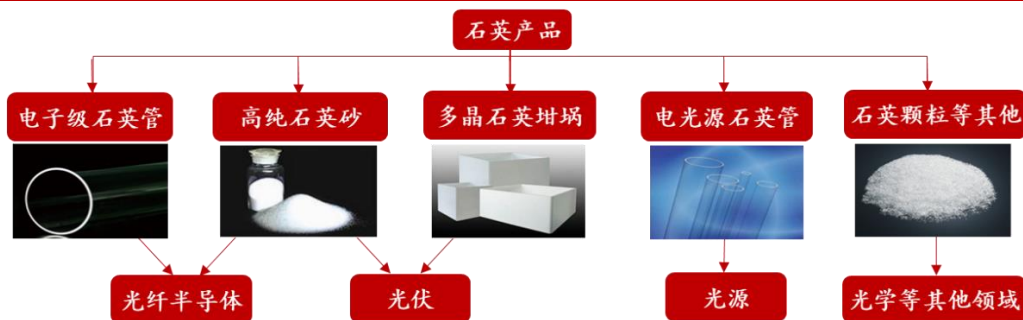 石英产品
电子级石英管
高纯石英砂
多晶石英坩埚
电光源石英管
石英颗粒等其他
光纤半导体
光伏
光源
光学等其他领域